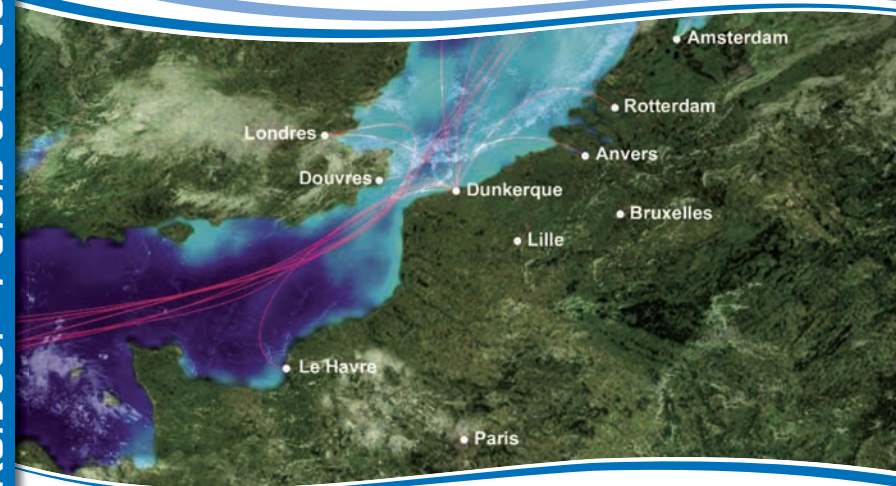 Amsterdam
Rotterdam
Londres
Anvers
Douvres
Dunkerque
Bruxelles
Lille
Le Havre
Paris